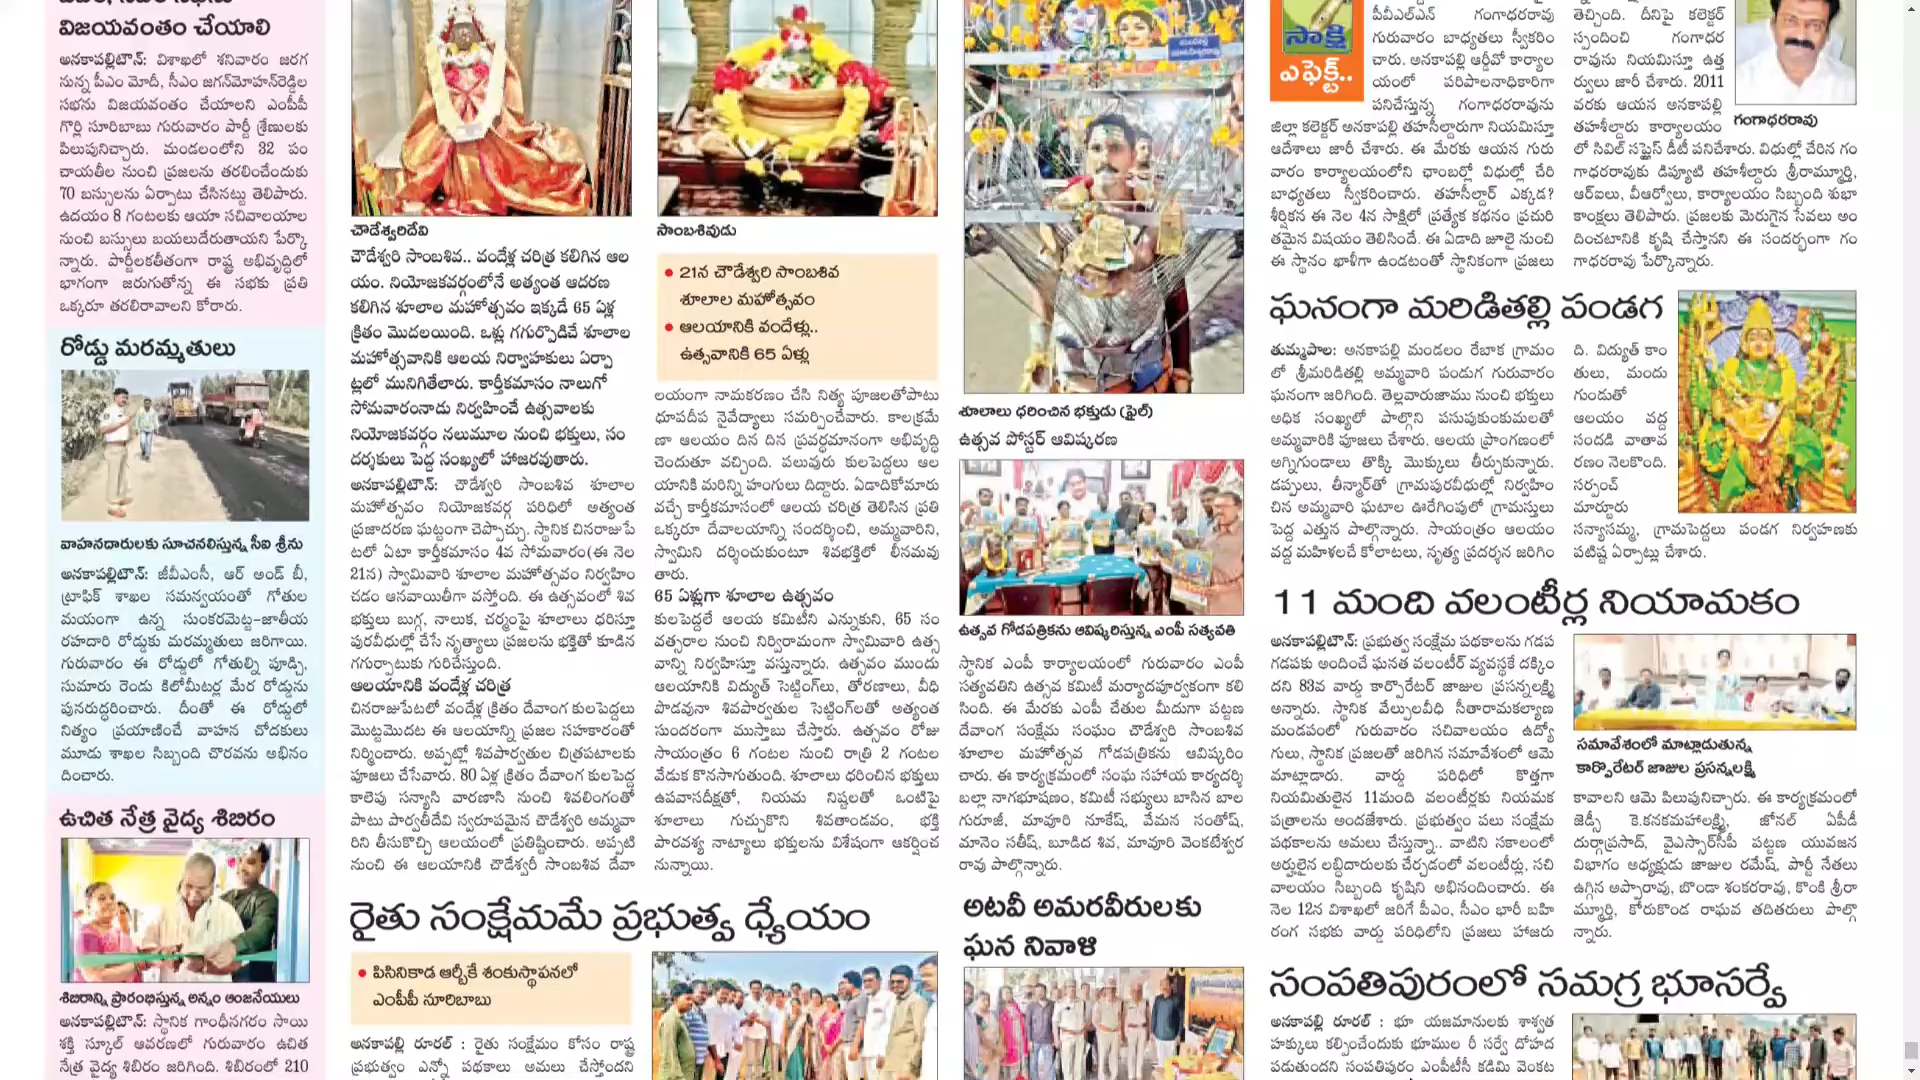 విజయవంతం చేయాలి
అనకాపల్లిటౌన్: విశాఖలో శనివారం జరగ
నున్న పీఎం మోదీ, సీఎం జగన్‌మోహన్‌రెడ్డిల
సభను విజయవంతం చేయాలని ఎంపీపీ
గొర్లి సూరిబాబు గురువారం పార్టీ శ్రేణులకు
పిలుపునిచ్చారు. మండలంలోని 32 పం
చాయతీల నుంచి ప్రజలను తరలించేందుకు
70 బస్సులను ఏర్పాటు చేసినట్టు తెలిపారు.
ఉదయం 8 గంటలకు ఆయా సచివాలయాల
నుంచి బస్సులు బయలుదేరుతాయని పేర్కొ
న్నారు. పార్టీలకతీతంగా రాష్ట్ర అభివృద్ధిలో
భాగంగా జరుగుతోన్న ఈ సభకు ప్రతి
ఒక్కరూ తరలిరావాలని కోరారు.
రోడ్డు మరమ్మతులు
వాహనదారులకు సూచనలిస్తున్న సీఐ శ్రీను
అనకాపల్లిటౌన్: జీవీఎంసీ, ఆర్ అండ్ బీ,
ట్రాఫిక్ శాఖల సమన్వయంతో గోతుల
మయంగా ఉన్న సుంకరమెట్ట–జాతీయ
రహదారి రోడ్డుకు మరమ్మతులు జరిగాయి.
గురువారం ఈ రోడ్డులో గోతుల్ని పూడ్చి,
సుమారు రెండు కిలోమీటర్ల మేర రోడ్డును
పునరుద్ధరించారు. దీంతో ఈ రోడ్డులో
నిత్యం ప్రయాణించే వాహన చోదకులు
మూడు శాఖల సిబ్బంది చొరవను అభినం
దించారు.
ఉచిత నేత్ర వైద్య శిబిరం
శిబిరాన్ని ప్రారంభిస్తున్న అన్నం ఆంజనేయులు
అనకాపల్లిటౌన్: స్థానిక గాంధీనగరం సాయి
శక్తి స్కూల్ ఆవరణలో గురువారం ఉచిత
నేత్ర వైద్య శిబిరం జరిగింది. శిబిరంలో 210
చౌడేశ్వరిదేవి
చౌడేశ్వరి సాంబశివ.. వందేళ్ల చరిత్ర కలిగిన ఆల
యం. నియోజకవర్గంలోనే అత్యంత ఆదరణ
కలిగిన శూలాల మహోత్సవం ఇక్కడే 65 ఏళ్ల
క్రితం మొదలయింది. ఒళ్లు గగుర్పొడిచే శూలాల
మహోత్సవానికి ఆలయ నిర్వాహకులు ఏర్పా
ట్లలో మునిగితేలారు. కార్తీకమాసం నాలుగో
సోమవారంనాడు నిర్వహించే ఉత్సవాలకు
నియోజకవర్గం నలుమూల నుంచి భక్తులు, సం
దర్శకులు పెద్ద సంఖ్యలో హాజరవుతారు.
అనకాపల్లిటౌన్: చౌడేశ్వరి సాంబశివ శూలాల
మహోత్సవం నియోజకవర్గ పరిధిలో అత్యంత
ప్రజాదరణ ఘట్టంగా చెప్పొచ్చు. స్థానిక చినరాజుపే
టలో ఏటా కార్తీకమాసం 4వ సోమవారం(ఈ నెల
21న) స్వామివారి శూలాల మహోత్సవం నిర్వహిం
చడం ఆనవాయితీగా వస్తోంది. ఈ ఉత్సవంలో శివ
భక్తులు బుగ్గ, నాలుక, చర్మంపై శూలాలు ధరిస్తూ
పురవీధుల్లో చేసే నృత్యాలు ప్రజలను భక్తితో కూడిన
గగుర్పాటుకు గురిచేస్తుంది.
ఆలయానికి వందేళ్ల చరిత్ర
చినరాజుపేటలో వందేళ్ల క్రితం దేవాంగ కులపెద్దలు
మొట్టమొదట ఈ ఆలయాన్ని ప్రజల సహకారంతో
నిర్మించారు. అప్పట్లో శివపార్వతుల చిత్రపటాలకు
పూజలు చేసేవారు. 80 ఏళ్ల క్రితం దేవాంగ కులపెద్ద
కాలెపు సన్యాసి వారణాసి నుంచి శివలింగంతో
పాటు పార్వతీదేవి స్వరూపమైన చౌడేశ్వరి అమ్మవా
రిని తీసుకొచ్చి ఆలయంలో ప్రతిష్టించారు. అప్పటి
నుంచి ఈ ఆలయానికి చౌడేశ్వరీ సాంబశివ దేవా
సాంబశివుడు
● 21న చౌడేశ్వరి సాంబశివ
శూలాల మహోత్సవం
● ఆలయానికి వందేళ్లు..
ఉత్సవానికి 65 ఏళ్లు
లయంగా నామకరణం చేసి నిత్య పూజలతోపాటు
ధూపదీప నైవేద్యాలు సమర్పించేవారు. కాలక్రమే
ణా ఆలయం దిన దిన ప్రవర్ధమానంగా అభివృద్ధి
చెందుతూ వచ్చింది. పలువురు కులపెద్దలు ఆల
యానికి మరిన్ని హంగులు దిద్దారు. ఏడాదికోమారు
వచ్చే కార్తీకమాసంలో ఆలయ చరిత్ర తెలిసిన ప్రతి
ఒక్కరూ దేవాలయాన్ని సందర్శించి, అమ్మవారిని,
స్వామిని దర్శించుకుంటూ శివభక్తిలో లీనమవు
తారు.
65 ఏళ్లుగా శూలాల ఉత్సవం
కులపెద్దలే ఆలయ కమిటీని ఎన్నుకుని, 65 సం
వత్సరాల నుంచి నిర్విరామంగా స్వామివారి ఉత్స
వాన్ని నిర్వహిస్తూ వస్తున్నారు. ఉత్సవం ముందు
ఆలయానికి విద్యుత్ సెట్టింగ్‌లు, తోరణాలు, వీధి
పొడవునా శివపార్వతుల సెట్టింగ్‌లతో అత్యంత
సుందరంగా ముస్తాబు చేస్తారు. ఉత్సవం రోజు
సాయంత్రం 6 గంటల నుంచి రాత్రి 2 గంటల
వేడుక కొనసాగుతుంది. శూలాలు ధరించిన భక్తులు
ఉపవాసదీక్షతో, నియమ నిష్టలతో ఒంటిపై
శూలాలు గుచ్చుకొని శివతాండవం, భక్తి
పారవశ్య నాట్యాలు భక్తులను విశేషంగా ఆకర్షించ
నున్నాయి.
రైతు సంక్షేమమే ప్రభుత్వ ధ్యేయం
● పిసినికాడ ఆర్బీకే శంకుస్థాపనలో
ఎంపీపీ సూరిబాబు
అనకాపల్లి రూరల్ : రైతు సంక్షేమం కోసం రాష్ట్ర
ప్రభుత్వం ఎన్నో పథకాలు అమలు చేస్తోందని
శూలాలు ధరించిన భక్తుడు (ఫైల్)
ఉత్సవ పోస్టర్ ఆవిష్కరణ
ఉత్సవ గోడపత్రికను ఆవిష్కరిస్తున్న ఎంపీ సత్యవతి
స్థానిక ఎంపీ కార్యాలయంలో గురువారం ఎంపీ
సత్యవతిని ఉత్సవ కమిటీ మర్యాదపూర్వకంగా కలి
సింది. ఈ మేరకు ఎంపీ చేతుల మీదుగా పట్టణ
దేవాంగ సంక్షేమ సంఘం చౌడేశ్వరి సాంబశివ
శూలాల మహోత్సవ గోడపత్రికను ఆవిష్కరిం
చారు. ఈ కార్యక్రమంలో సంఘ సహాయ కార్యదర్శి
బల్లా నాగభూషణం, కమిటీ సభ్యులు బాసిన బాల
గురూజీ, మావూరి నూకేష్, వేమన సంతోష్,
మానెం సతీష్, బూడిద శివ, మావూరి వెంకటేశ్వర
రావు పాల్గొన్నారు.
అటవీ అమరవీరులకు
ఘన నివాళి
సాక్షి
ఎఫెక్ట్..
పీవీఎల్ఎన్ గంగాధరరావు
గురువారం బాధ్యతలు స్వీకరిం
చారు. అనకాపల్లి ఆర్డీవో కార్యాల
యంలో పరిపాలనాధికారిగా
పనిచేస్తున్న గంగాధరరావును
జిల్లా కలెక్టర్ అనకాపల్లి తహసీల్దారుగా నియమిస్తూ
ఆదేశాలు జారీ చేశారు. ఈ మేరకు ఆయన గురు
వారం కార్యాలయంలోని ఛాంబర్లో విధుల్లో చేరి
బాధ్యతలు స్వీకరించారు. తహసీల్దార్ ఎక్కడ?
శీర్షికన ఈ నెల 4న సాక్షిలో ప్రత్యేక కథనం ప్రచురి
తమైన విషయం తెలిసిందే. ఈ ఏడాది జూలై నుంచి
ఈ స్థానం ఖాళీగా ఉండటంతో స్థానికంగా ప్రజలు
తెచ్చింది. దీనిపై కలెక్టర్
స్పందించి గంగాధర
రావును నియమిస్తూ ఉత్త
ర్వులు జారీ చేశారు. 2011
వరకు ఆయన అనకాపల్లి
తహశీల్దారు కార్యాలయం
లో సివిల్ సప్లైస్ డీటీ పనిచేశారు. విధుల్లో చేరిన గం
గాధరరావుకు డిప్యూటి తహశీల్దారు శ్రీరామ్మూర్తి,
ఆర్ఐలు, వీఆర్వోలు, కార్యాలయం సిబ్బంది శుభా
కాంక్షలు తెలిపారు. ప్రజలకు మెరుగైన సేవలు అం
దించటానికి కృషి చేస్తానని ఈ సందర్భంగా గం
గాధరరావు పేర్కొన్నారు.
గంగాధరరావు
ఘనంగా మరిడితల్లి పండగ
తుమ్మపాల: అనకాపల్లి మండలం రేబాక గ్రామం
లో శ్రీమరిడితల్లి అమ్మవారి పండుగ గురువారం
ఘనంగా జరిగింది. తెల్లవారుజాము నుంచి భక్తులు
అధిక సంఖ్యలో పాల్గొని పసుపుకుంకుమలతో
అమ్మవారికి పూజలు చేశారు. ఆలయ ప్రాంగణంలో
అగ్నిగుండాలు తొక్కి మొక్కులు తీర్చుకున్నారు.
డప్పులు, తీన్మార్‌తో గ్రామపురవీధుల్లో నిర్వహిం
చిన అమ్మవారి ఘటాల ఊరేగింపులో గ్రామస్తులు
పెద్ద ఎత్తున పాల్గొన్నారు. సాయంత్రం ఆలయం
వద్ద మహిళలచే కోలాటలు, నృత్య ప్రదర్శన జరిగిం
ది. విద్యుత్ కాం
తులు, మందు
గుండుతో
ఆలయం వద్ద
సందడి వాతావ
రణం నెలకొంది.
సర్పంచ్
మార్టూరు
సన్యాసమ్మ, గ్రామపెద్దలు పండగ నిర్వహణకు
పటిష్ట ఏర్పాట్లు చేశారు.
11 మంది వలంటీర్ల నియామకం
అనకాపల్లిటౌన్: ప్రభుత్వ సంక్షేమ పథకాలను గడప
గడపకు అందించే ఘనత వలంటీర్ వ్యవస్థకే దక్కిం
దని 83వ వార్డు కార్పొరేటర్ జాజుల ప్రసన్నలక్ష్మి
అన్నారు. స్థానిక వేల్పులవీధి సీతారామకల్యాణ
మండపంలో గురువారం సచివాలయం ఉద్యో
గులు, స్థానిక ప్రజలతో జరిగిన సమావేశంలో ఆమె
మాట్లాడారు. వార్డు పరిధిలో కొత్తగా
నియమితులైన 11మంది వలంటీర్లకు నియమక
పత్రాలను అందజేశారు. ప్రభుత్వం పలు సంక్షేమ
పథకాలను అమలు చేస్తున్నా.. వాటిని సకాలంలో
అర్హులైన లబ్ధిదారులకు చేర్చడంలో వలంటీర్లు, సచి
వాలయం సిబ్బంది కృషిని అభినందించారు. ఈ
నెల 12న విశాఖలో జరిగే పీఎం, సీఎం భారీ బహి
రంగ సభకు వార్డు పరిధిలోని ప్రజలు హాజరు
సమావేశంలో మాట్లాడుతున్న
కార్పొరేటర్ జాజుల ప్రసన్నలక్ష్మి
కావాలని ఆమె పిలుపునిచ్చారు. ఈ కార్యక్రమంలో
జెడ్సీ కె.కనకమహాలక్ష్మి, జోనల్ ఏపీడీ
దుర్గాప్రసాద్, వైఎస్సార్‌సీపీ పట్టణ యువజన
విభాగం అధ్యక్షుడు జాజుల రమేష్, పార్టీ నేతలు
ఉగ్గిన అప్పారావు, బొండా శంకరరావు, కొంకి శ్రీరా
మ్మూర్తి, కోరుకొండ రాఘవ తదితరులు పాల్గొ
న్నారు.
సంపతిపురంలో సమగ్ర భూసర్వే
అనకాపల్లి రూరల్ : భూ యజమానులకు శాశ్వత
హక్కులు కల్పించేందుకు భూముల రీ సర్వే దోహద
పడుతుందని సంపతిపురం ఎంపీటీసీ కడిమి వెంకట